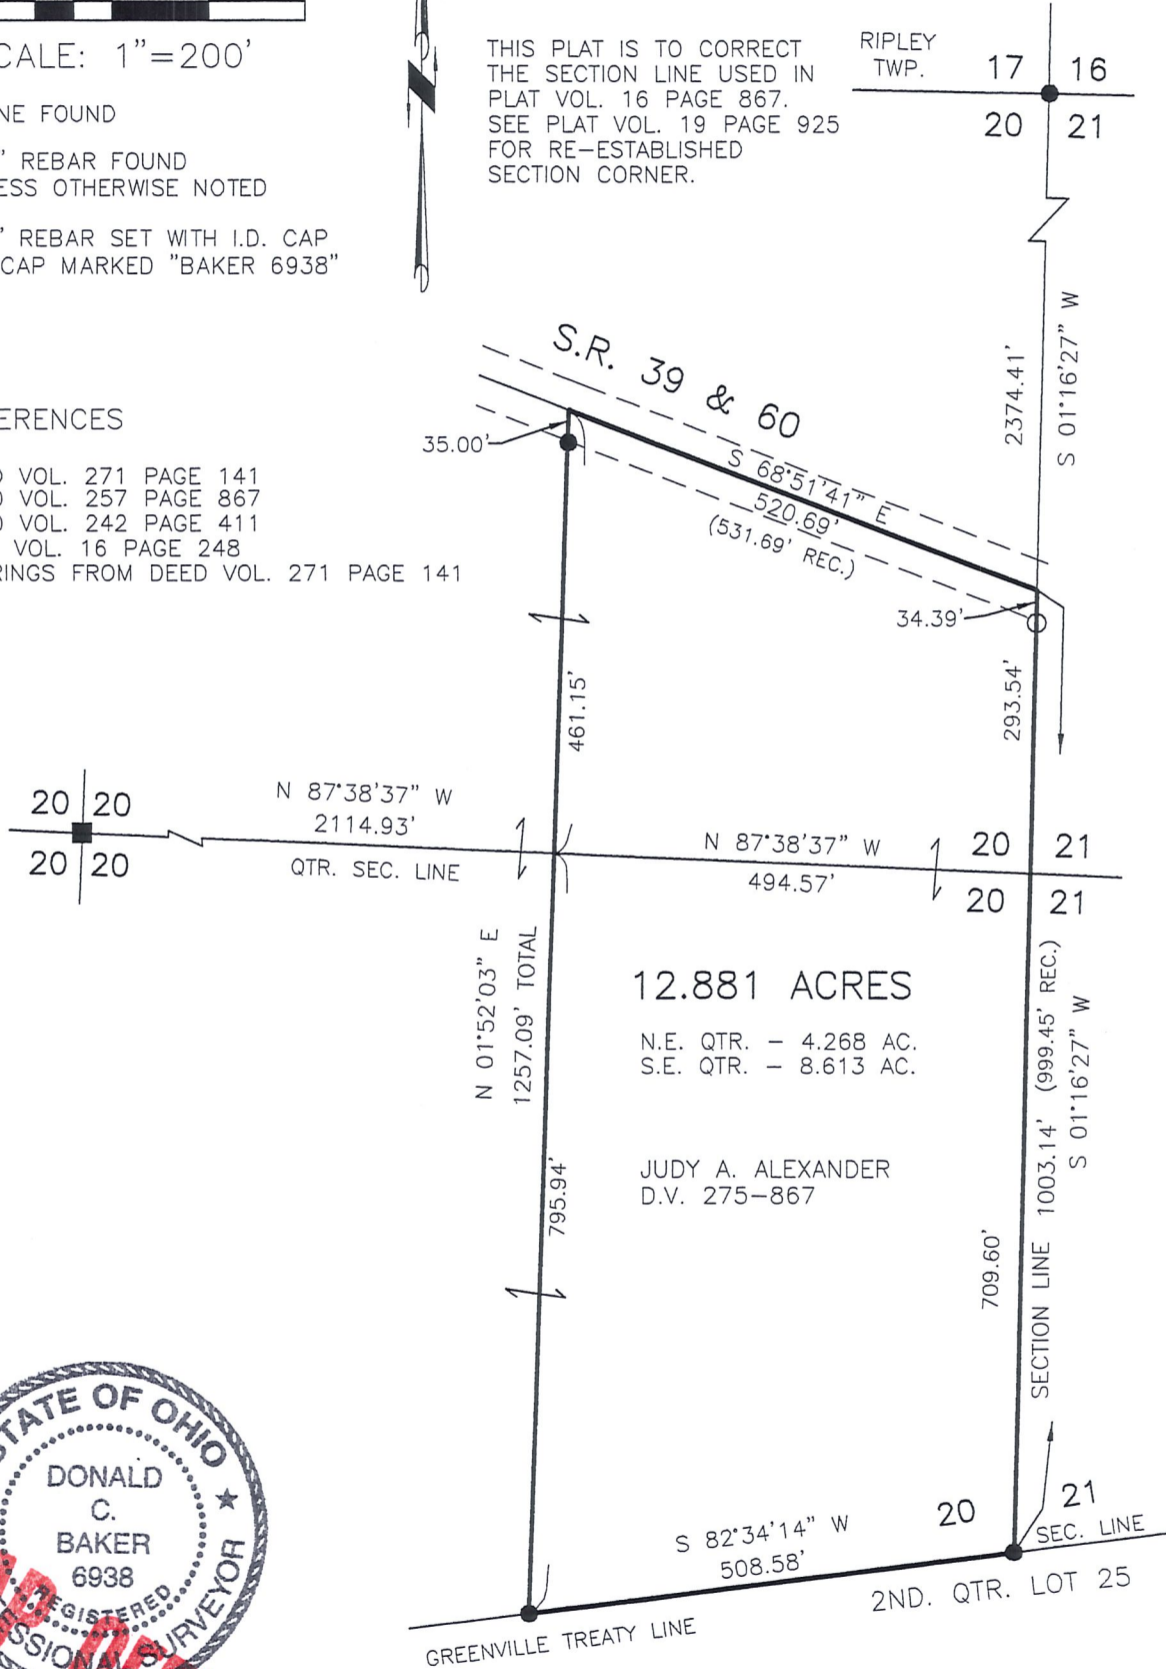 SCALE: 1"=200'
NE FOUND
" REBAR FOUND
ESS OTHERWISE NOTED
" REBAR SET WITH I.D. CAP
CAP MARKED "BAKER 6938"
THIS PLAT IS TO CORRECT
THE SECTION LINE USED IN
PLAT VOL. 16 PAGE 867.
SEE PLAT VOL. 19 PAGE 925
FOR RE-ESTABLISHED
SECTION CORNER.
RIPLEY
TWP.
17 16
20 21
ERENCES
VOL. 271 PAGE 141
VOL. 257 PAGE 867
VOL. 242 PAGE 411
VOL. 16 PAGE 248
RINGS FROM DEED VOL. 271 PAGE 141
S.R. 39 & 60
35.00'
S 68°51'41" E
520.69'
(531.69' REC.)
34.39'
2374.41'
S 01°16'27" W
461.15'
293.54'
20 20
20 20
N 87°38'37" W
2114.93'
QTR. SEC. LINE
N 87°38'37" W
494.57'
20 21
20 21
N 01°52'03" E
1257.09' TOTAL
12.881 ACRES
N.E. QTR. - 4.268 AC.
S.E. QTR. - 8.613 AC.
JUDY A. ALEXANDER
D.V. 275-867
795.94'
709.60'
SECTION LINE 1003.14' (999.45' REC.)
S 01°16'27" W
STATE OF OHIO
DONALD
C.
BAKER
6938
REGISTERED
SURVEYOR
S 82°34'14" W
508.58'
20
21
SEC. LINE
2ND. QTR. LOT 25
GREENVILLE TREATY LINE